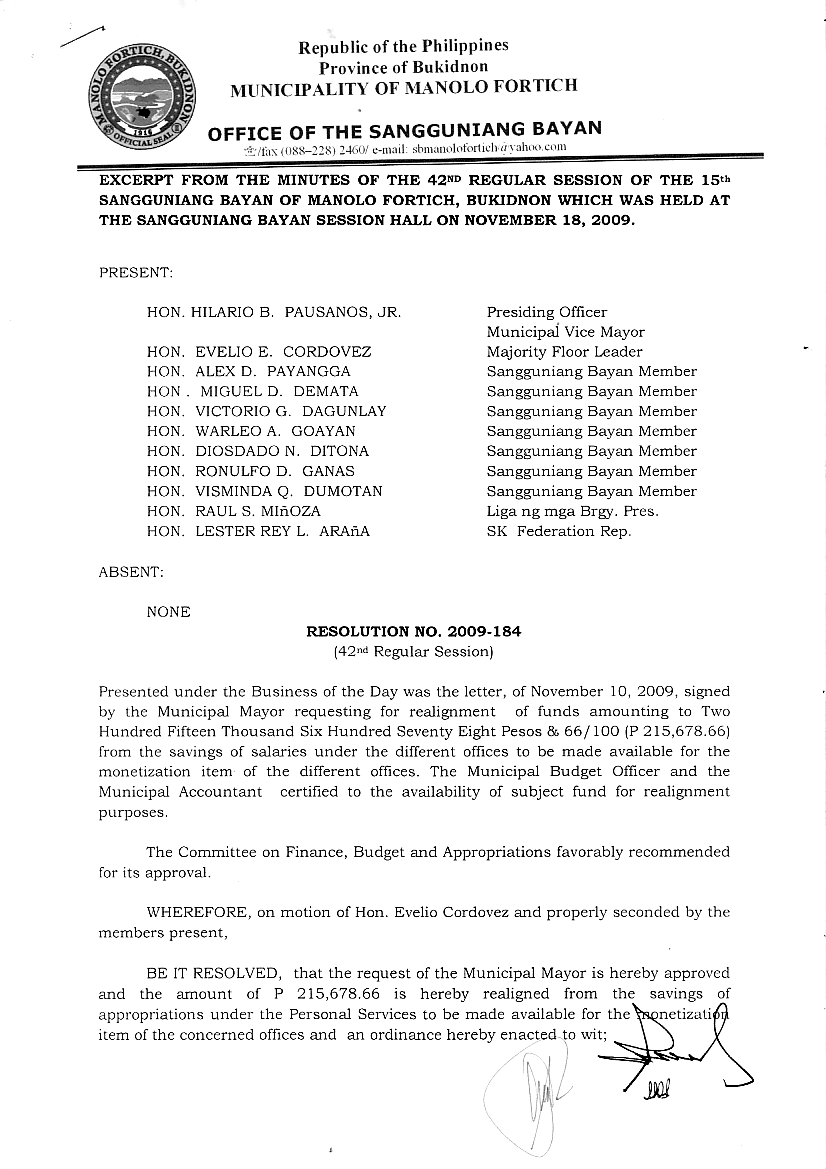 MANOLO FORTICH, BUKIDNON
1916
OFFICIAL SEAL
Republic of the Philippines
Province of Bukidnon
MUNICIPALITY OF MANOLO FORTICH
OFFICE OF THE SANGGUNIANG BAYAN
☏/fax (088–228) 2460/ e-mail: sbmanolofortich@yahoo.com
EXCERPT FROM THE MINUTES OF THE 42ND REGULAR SESSION OF THE 15th
SANGGUNIANG BAYAN OF MANOLO FORTICH, BUKIDNON WHICH WAS HELD AT
THE SANGGUNIANG BAYAN SESSION HALL ON NOVEMBER 18, 2009.
PRESENT:
HON. HILARIO B. PAUSANOS, JR. Presiding Officer
Municipal Vice Mayor
HON. EVELIO E. CORDOVEZ Majority Floor Leader
HON. ALEX D. PAYANGGA Sangguniang Bayan Member
HON . MIGUEL D. DEMATA Sangguniang Bayan Member
HON. VICTORIO G. DAGUNLAY Sangguniang Bayan Member
HON. WARLEO A. GOAYAN Sangguniang Bayan Member
HON. DIOSDADO N. DITONA Sangguniang Bayan Member
HON. RONULFO D. GANAS Sangguniang Bayan Member
HON. VISMINDA Q. DUMOTAN Sangguniang Bayan Member
HON. RAUL S. MIñOZA Liga ng mga Brgy. Pres.
HON. LESTER REY L. ARAñA SK Federation Rep.
ABSENT:
NONE
RESOLUTION NO. 2009-184
(42nd Regular Session)
Presented under the Business of the Day was the letter, of November 10, 2009, signed
by the Municipal Mayor requesting for realignment of funds amounting to Two
Hundred Fifteen Thousand Six Hundred Seventy Eight Pesos & 66/100 (P 215,678.66)
from the savings of salaries under the different offices to be made available for the
monetization item of the different offices. The Municipal Budget Officer and the
Municipal Accountant certified to the availability of subject fund for realignment
purposes.
The Committee on Finance, Budget and Appropriations favorably recommended
for its approval.
WHEREFORE, on motion of Hon. Evelio Cordovez and properly seconded by the
members present,
BE IT RESOLVED, that the request of the Municipal Mayor is hereby approved
and the amount of P 215,678.66 is hereby realigned from the savings of
appropriations under the Personal Services to be made available for the monetization
item of the concerned offices and an ordinance hereby enacted to wit;